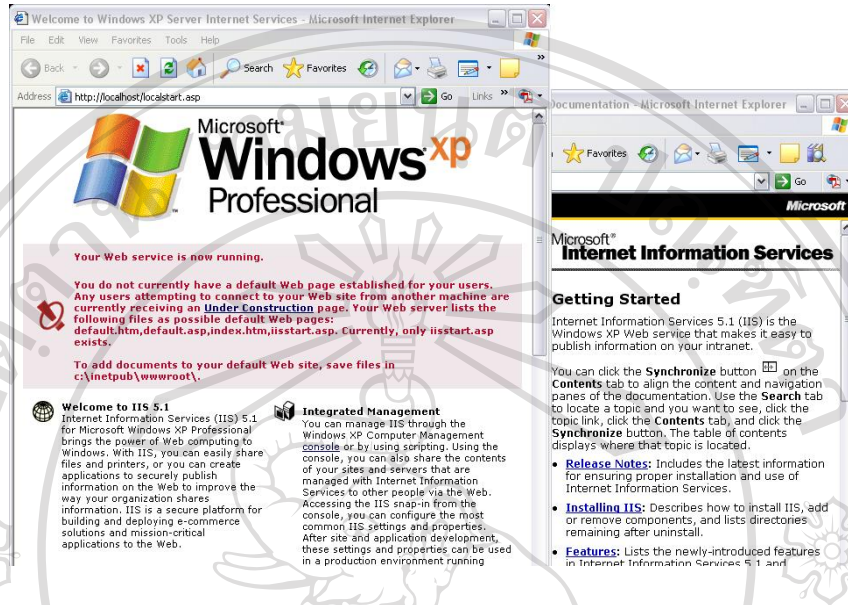 Welcome to Windows XP Server Internet Services - Microsoft Internet Explorer
File Edit View Favorites Tools Help
Back Search Favorites
Address http://localhost/localstart.asp Go Links
Microsoft
Windows xp
Professional
Your Web service is now running.
You do not currently have a default Web page established for your users.
Any users attempting to connect to your Web site from another machine are
currently receiving an Under Construction page. Your Web server lists the
following files as possible default Web pages:
default.htm,default.asp,index.htm,iisstart.asp. Currently, only iisstart.asp
exists.
To add documents to your default Web site, save files in
c:\inetpub\wwwroot\.
Welcome to IIS 5.1
Internet Information Services (IIS) 5.1
for Microsoft Windows XP Professional
brings the power of Web computing to
Windows. With IIS, you can easily share
files and printers, or you can create
applications to securely publish
information on the Web to improve the
way your organization shares
information. IIS is a secure platform for
building and deploying e-commerce
solutions and mission-critical
applications to the Web.
Integrated Management
You can manage IIS through the
Windows XP Computer Management
console or by using scripting. Using the
console, you can also share the contents
of your sites and servers that are
managed with Internet Information
Services to other people via the Web.
Accessing the IIS snap-in from the
console, you can configure the most
common IIS settings and properties.
After site and application development,
these settings and properties can be used
in a production environment running
Documentation - Microsoft Internet Explorer
Favorites
Go
Microsoft
Microsoft®
Internet Information Services
Getting Started
Internet Information Services 5.1 (IIS) is the
Windows XP Web service that makes it easy to
publish information on your intranet.
You can click the Synchronize button on the
Contents tab to align the content and navigation
panes of the documentation. Use the Search tab
to locate a topic and you want to see, click the
topic link, click the Contents tab, and click the
Synchronize button. The table of contents
displays where that topic is located.
• Release Notes: Includes the latest information
for ensuring proper installation and use of
Internet Information Services.
• Installing IIS: Describes how to install IIS, add
or remove components, and lists directories
remaining after uninstall.
• Features: Lists the newly-introduced features
in Internet Information Services 5.1 and